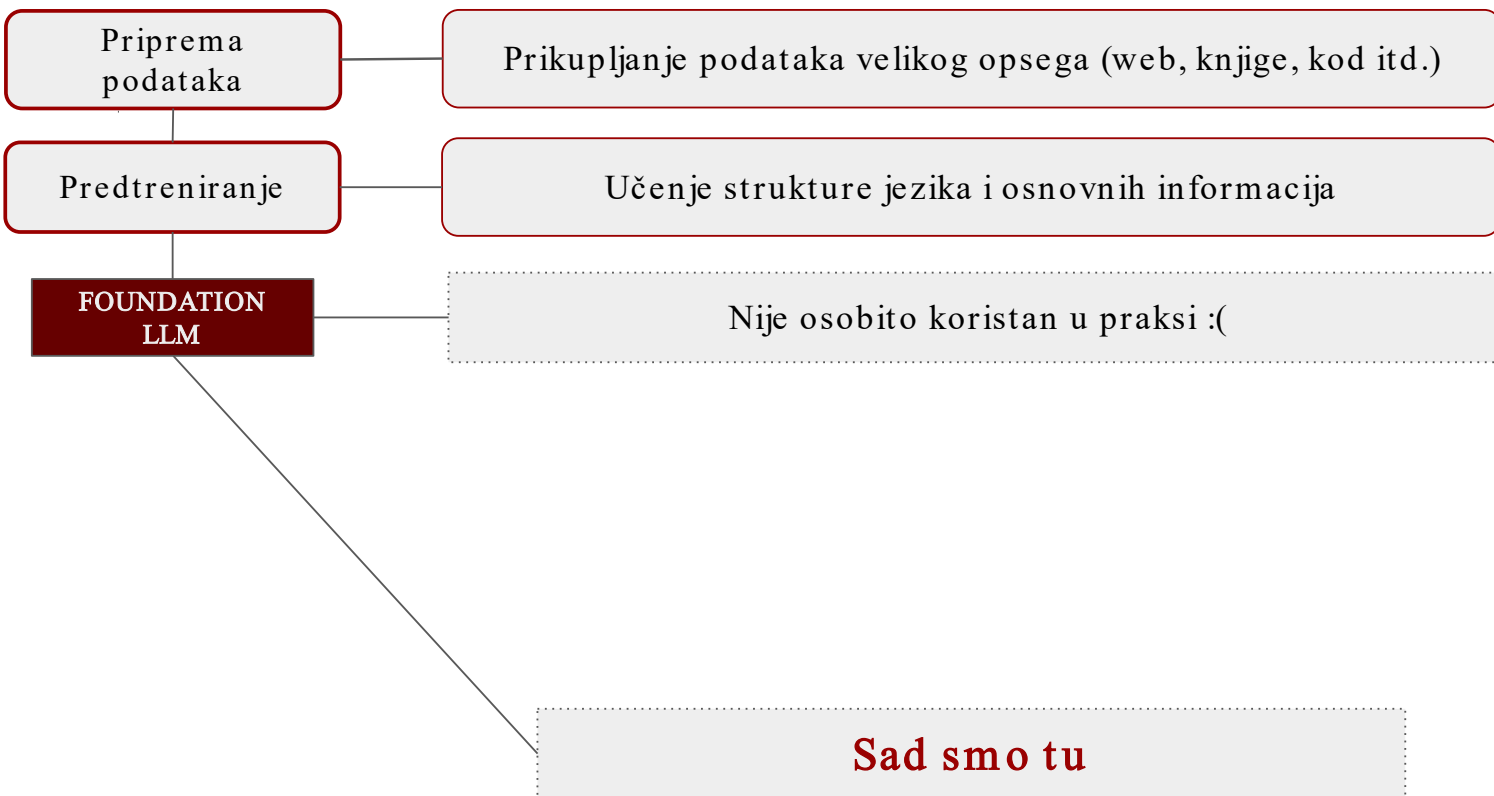 Priprema
podataka
Prikupljanje podataka velikog opsega (web, knjige, kod itd.)
Predtreniranje
Učenje strukture jezika i osnovnih informacija
FOUNDATION
LLM
Nije osobito koristan u praksi :(
Sad smo tu